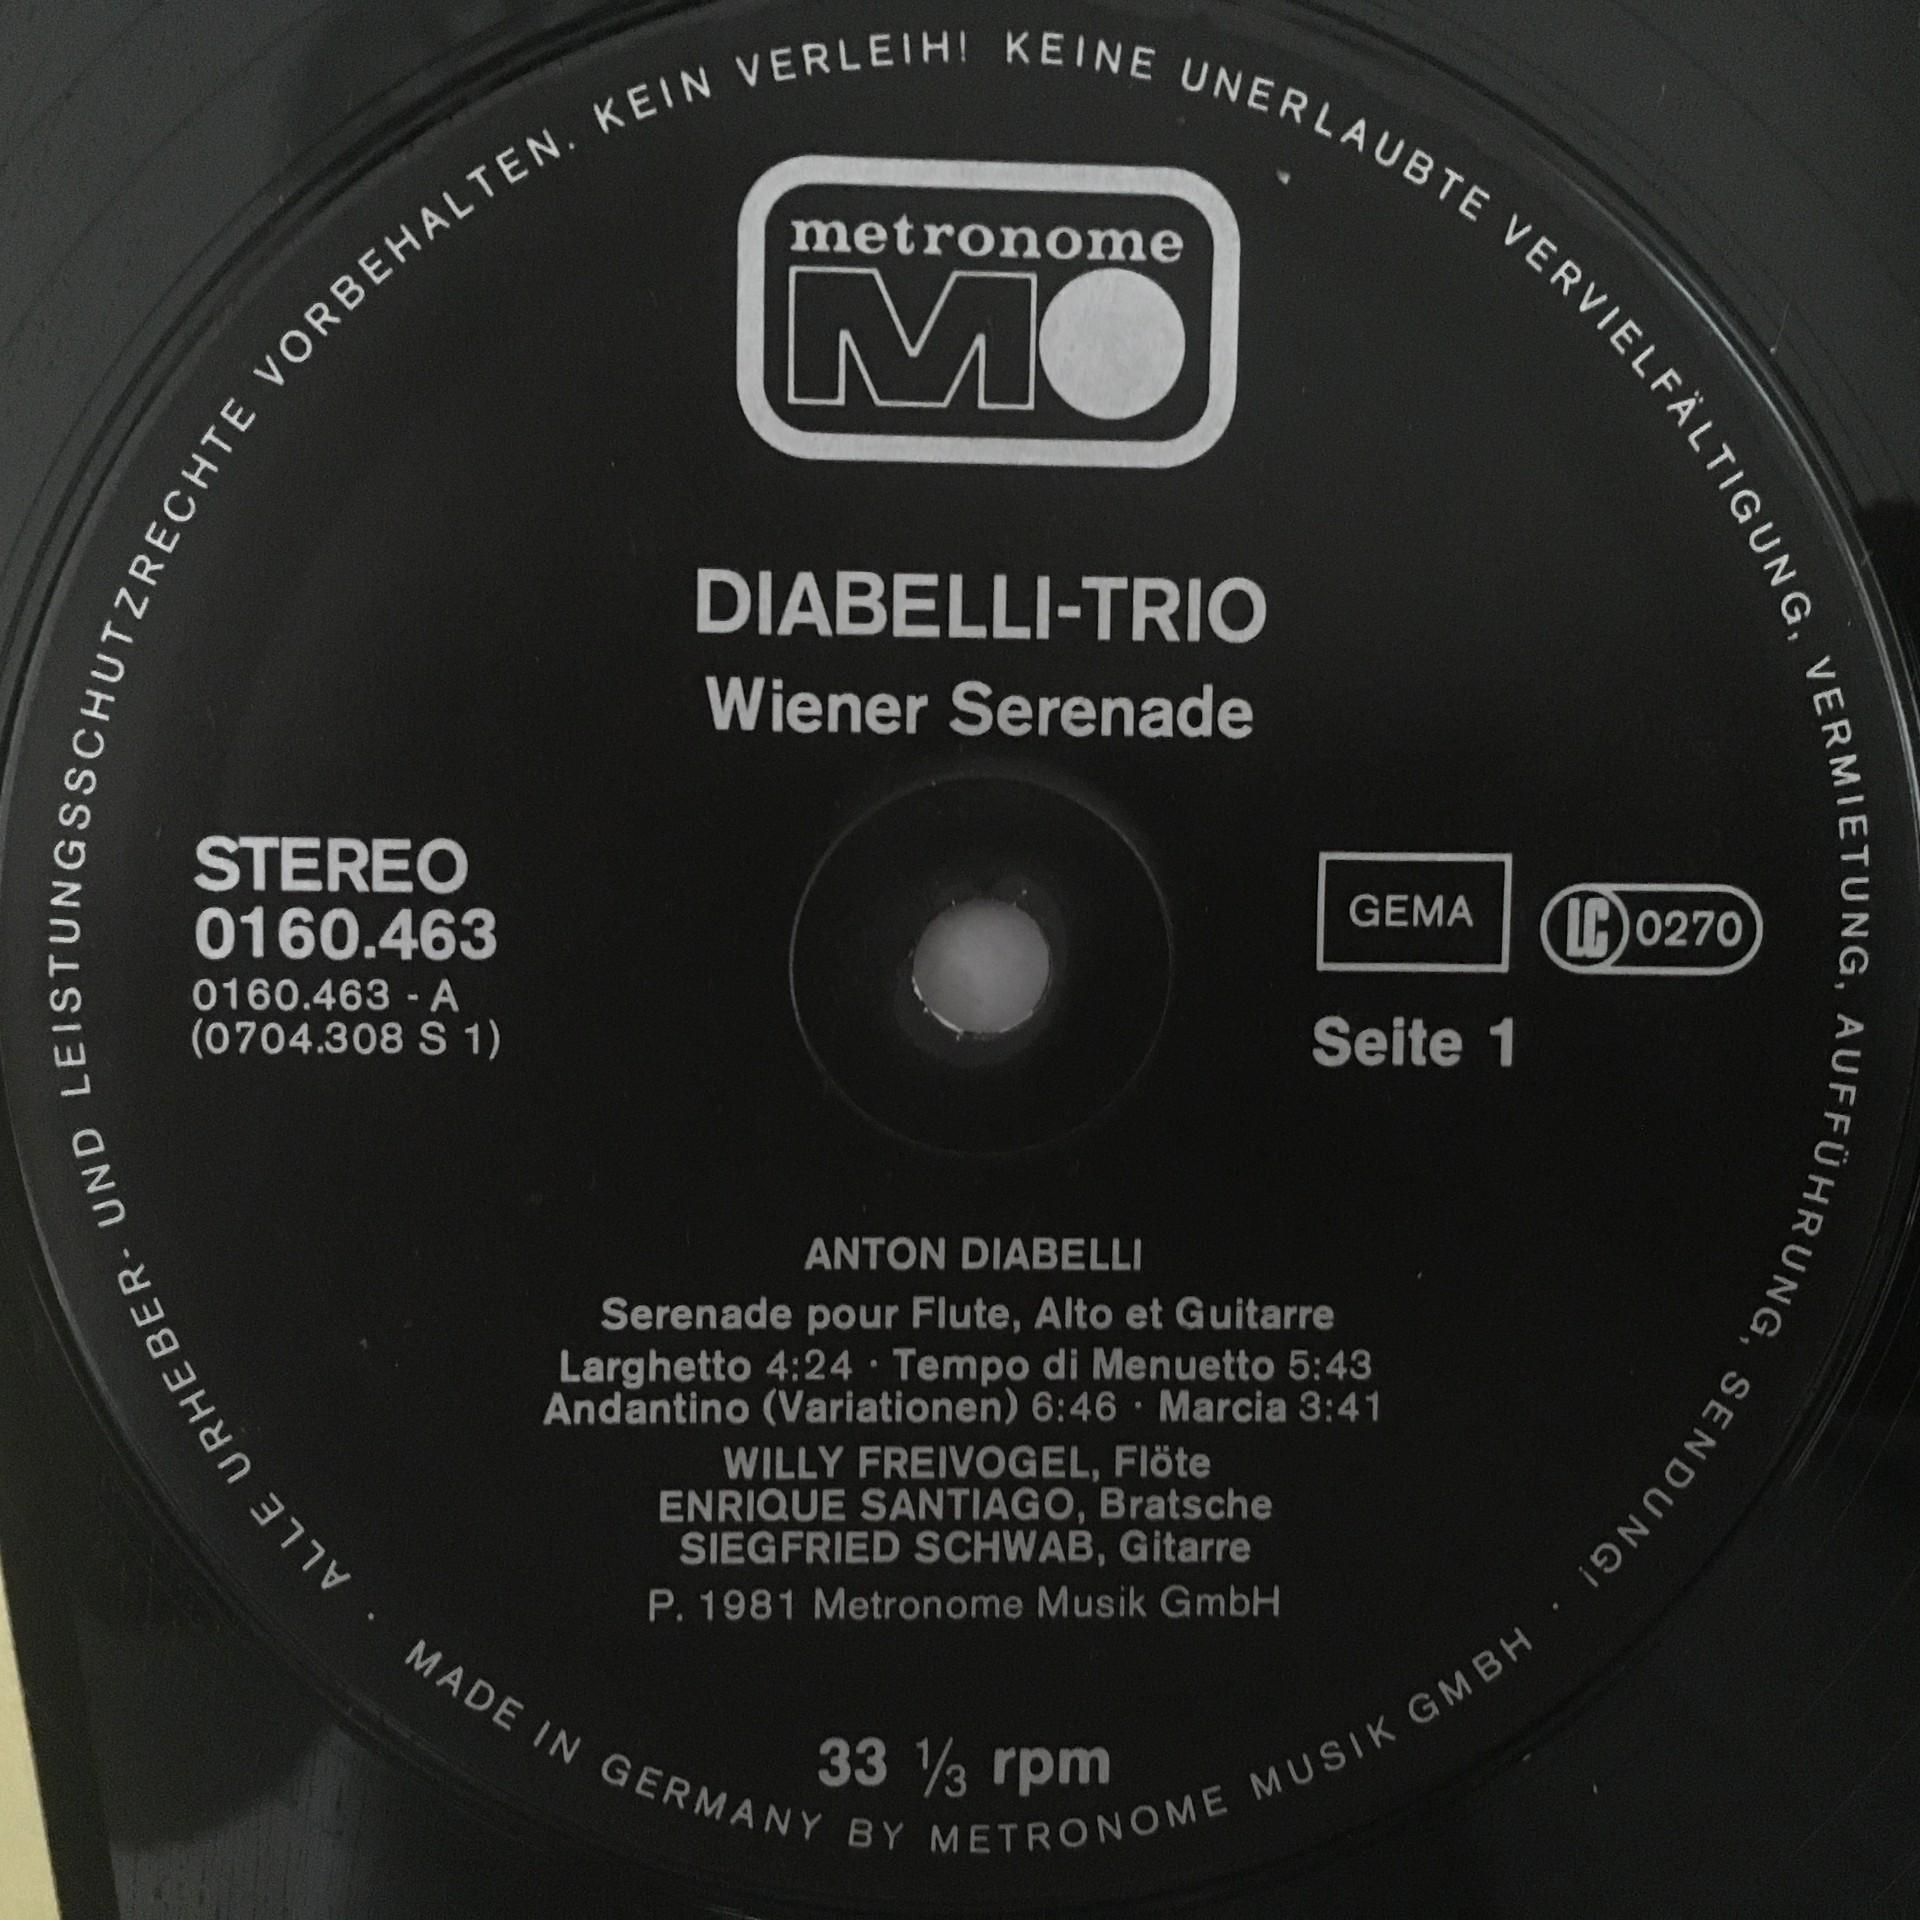 ALLE URHEBER- UND LEISTUNGSSCHUTZRECHTE VORBEHALTEN. KEIN VERLEIH! KEINE UNERLAUBTE VERVIELFÄLTIGUNG, VERMIETUNG, AUFFÜHRUNG, SENDUNG!
metronome
MO
DIABELLI-TRIO
Wiener Serenade
STEREO
0160.463
0160.463 - A
(0704.308 S 1)
GEMA
LC 0270
Seite 1
ANTON DIABELLI
Serenade pour Flute, Alto et Guitarre
Larghetto 4:24 · Tempo di Menuetto 5:43
Andantino (Variationen) 6:46 · Marcia 3:41
WILLY FREIVOGEL, Flöte
ENRIQUE SANTIAGO, Bratsche
SIEGFRIED SCHWAB, Gitarre
P. 1981 Metronome Musik GmbH
33 1/3 rpm
· MADE IN GERMANY BY METRONOME MUSIK GMBH ·